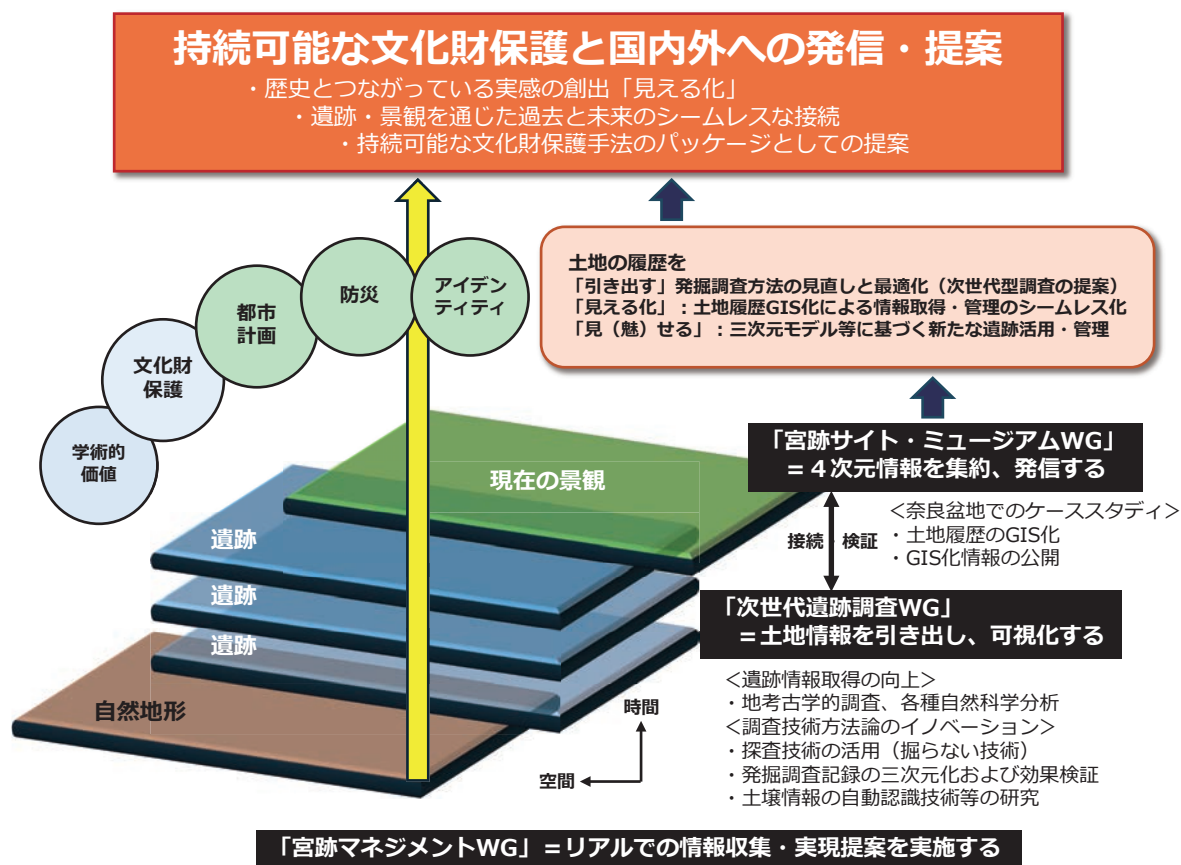 持続可能な文化財保護と国内外への発信・提案
・歴史とつながっている実感の創出「見える化」
・遺跡・景観を通じた過去と未来のシームレスな接続
・持続可能な文化財保護手法のパッケージとしての提案
土地の履歴を
「引き出す」発掘調査方法の見直しと最適化（次世代型調査の提案）
「見える化」：土地履歴GIS化による情報取得・管理のシームレス化
「見（魅）せる」：三次元モデル等に基づく新たな遺跡活用・管理
アイデン
ティティ
防災
都市
計画
文化財
保護
学術的
価値
現在の景観
遺跡
遺跡
遺跡
自然地形
時間
空間
「宮跡サイト・ミュージアムWG」
＝４次元情報を集約、発信する
接続・検証
＜奈良盆地でのケーススタディ＞
・土地履歴のGIS化
・GIS化情報の公開
「次世代遺跡調査WG」
＝土地情報を引き出し、可視化する
＜遺跡情報取得の向上＞
・地考古学的調査、各種自然科学分析
＜調査技術方法論のイノベーション＞
・探査技術の活用（掘らない技術）
・発掘調査記録の三次元化および効果検証
・土壌情報の自動認識技術等の研究
「宮跡マネジメントWG」＝リアルでの情報収集・実現提案を実施する